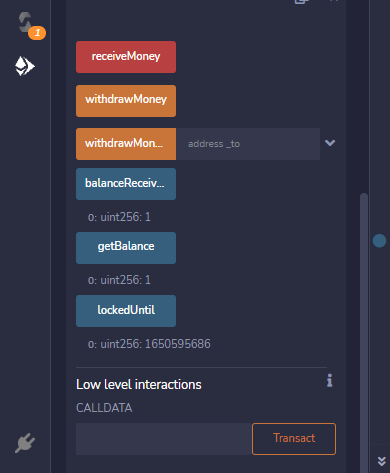 1
receiveMoney
withdrawMoney
withdrawMon... address _to
balanceReceiv...
0: uint256: 1
getBalance
0: uint256: 1
lockedUntil
0: uint256: 1650595686
Low level interactions
CALLDATA
Transact